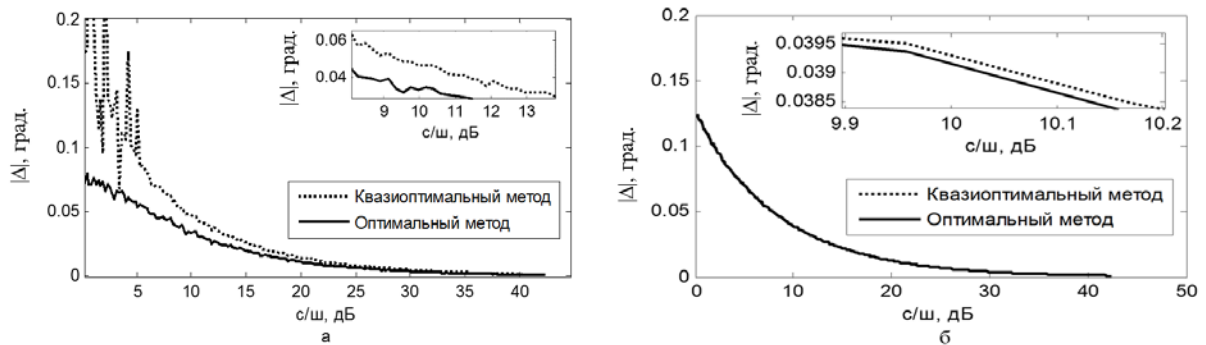 0.2
0.15
0.1
0.05
0
|Δ|, град.
5 10 15 20 25 30 35 40
с/ш, дБ
а
0.06
0.04
|Δ|, град.
9 10 11 12 13
с/ш, дБ
Квазиоптимальный метод
Оптимальный метод
0.2
0.15
0.1
0.05
0
|Δ|, град.
0 10 20 30 40 50
с/ш, дБ
б
0.0395
0.039
0.0385
|Δ|, град.
9.9 10 10.1 10.2
с/ш, дБ
Квазиоптимальный метод
Оптимальный метод